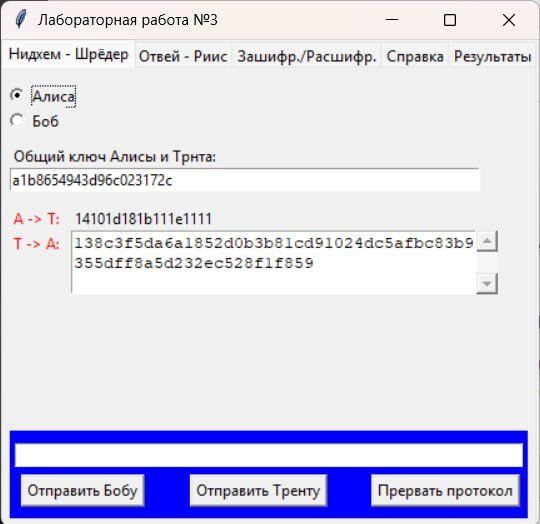 Лабораторная работа №3
Нидхем - Шрёдер Отвей - Риис Зашифр./Расшифр. Справка Результаты
Алиса
Боб
Общий ключ Алисы и Трнта:
a1b8654943d96c023172c
A -> T: 14101d181b111e1111
T -> A: 138c3f5da6a1852d0b3b81cd91024dc5afbc83b9
355dff8a5d232ec528f1f859
Отправить Бобу Отправить Тренту Прервать протокол